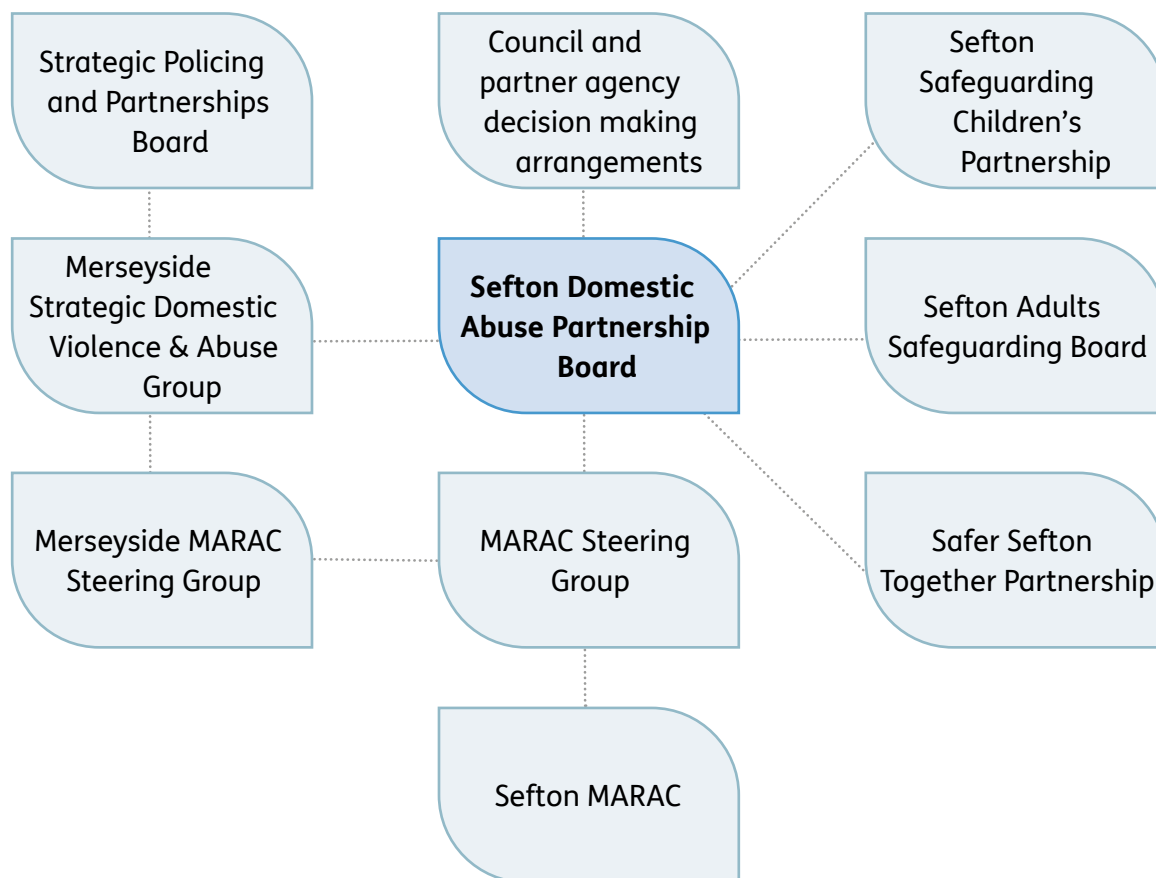 Strategic Policing
and Partnerships
Board
Council and
partner agency
decision making
arrangements
Sefton
Safeguarding
Children’s
Partnership
Merseyside
Strategic Domestic
Violence & Abuse
Group
Sefton Domestic
Abuse Partnership
Board
Sefton Adults
Safeguarding Board
Merseyside MARAC
Steering Group
MARAC Steering
Group
Safer Sefton
Together Partnership
Sefton MARAC